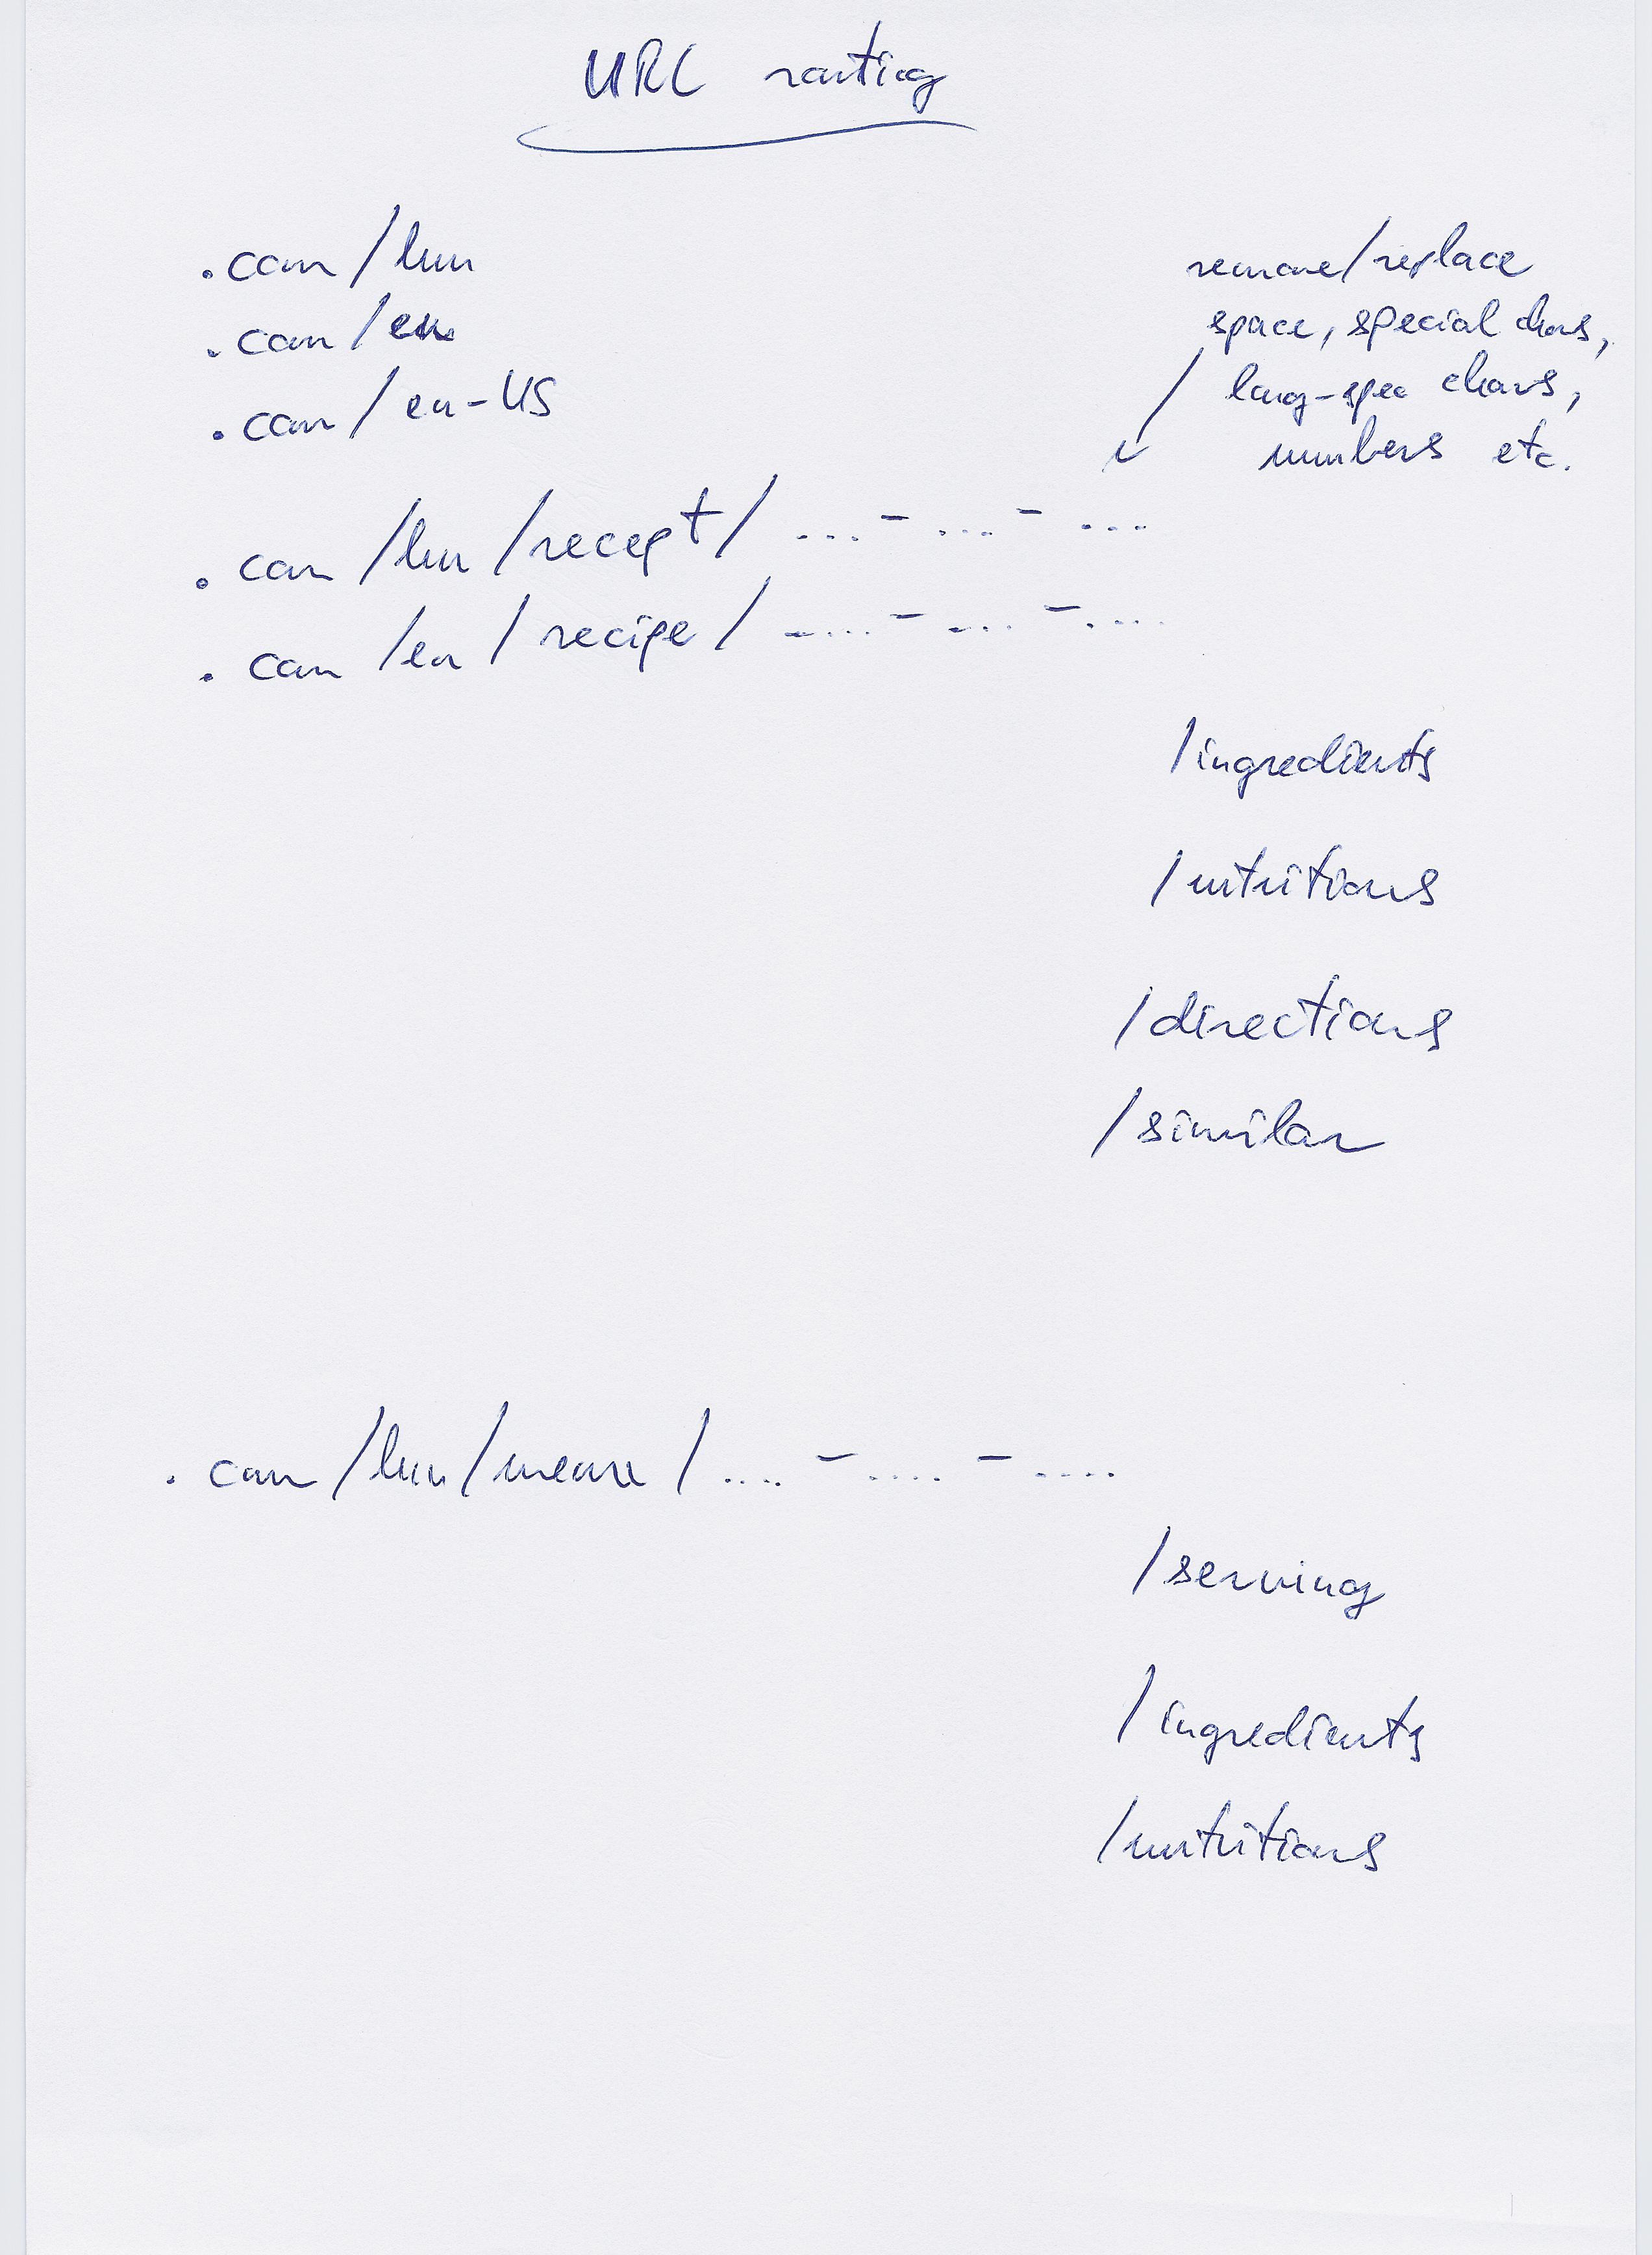 URL routing
.com/hu
.com/en
.com/en-US
remove/replace
space, special chars,
lang-spec chars,
numbers etc.
.com/hu/recept/...-...-...
.com/en/recipe/....-...-....
/ingredients
/nutritions
/directions
/similar
.com/hu/menu/....-....-....
/serving
/ingredients
/nutritions